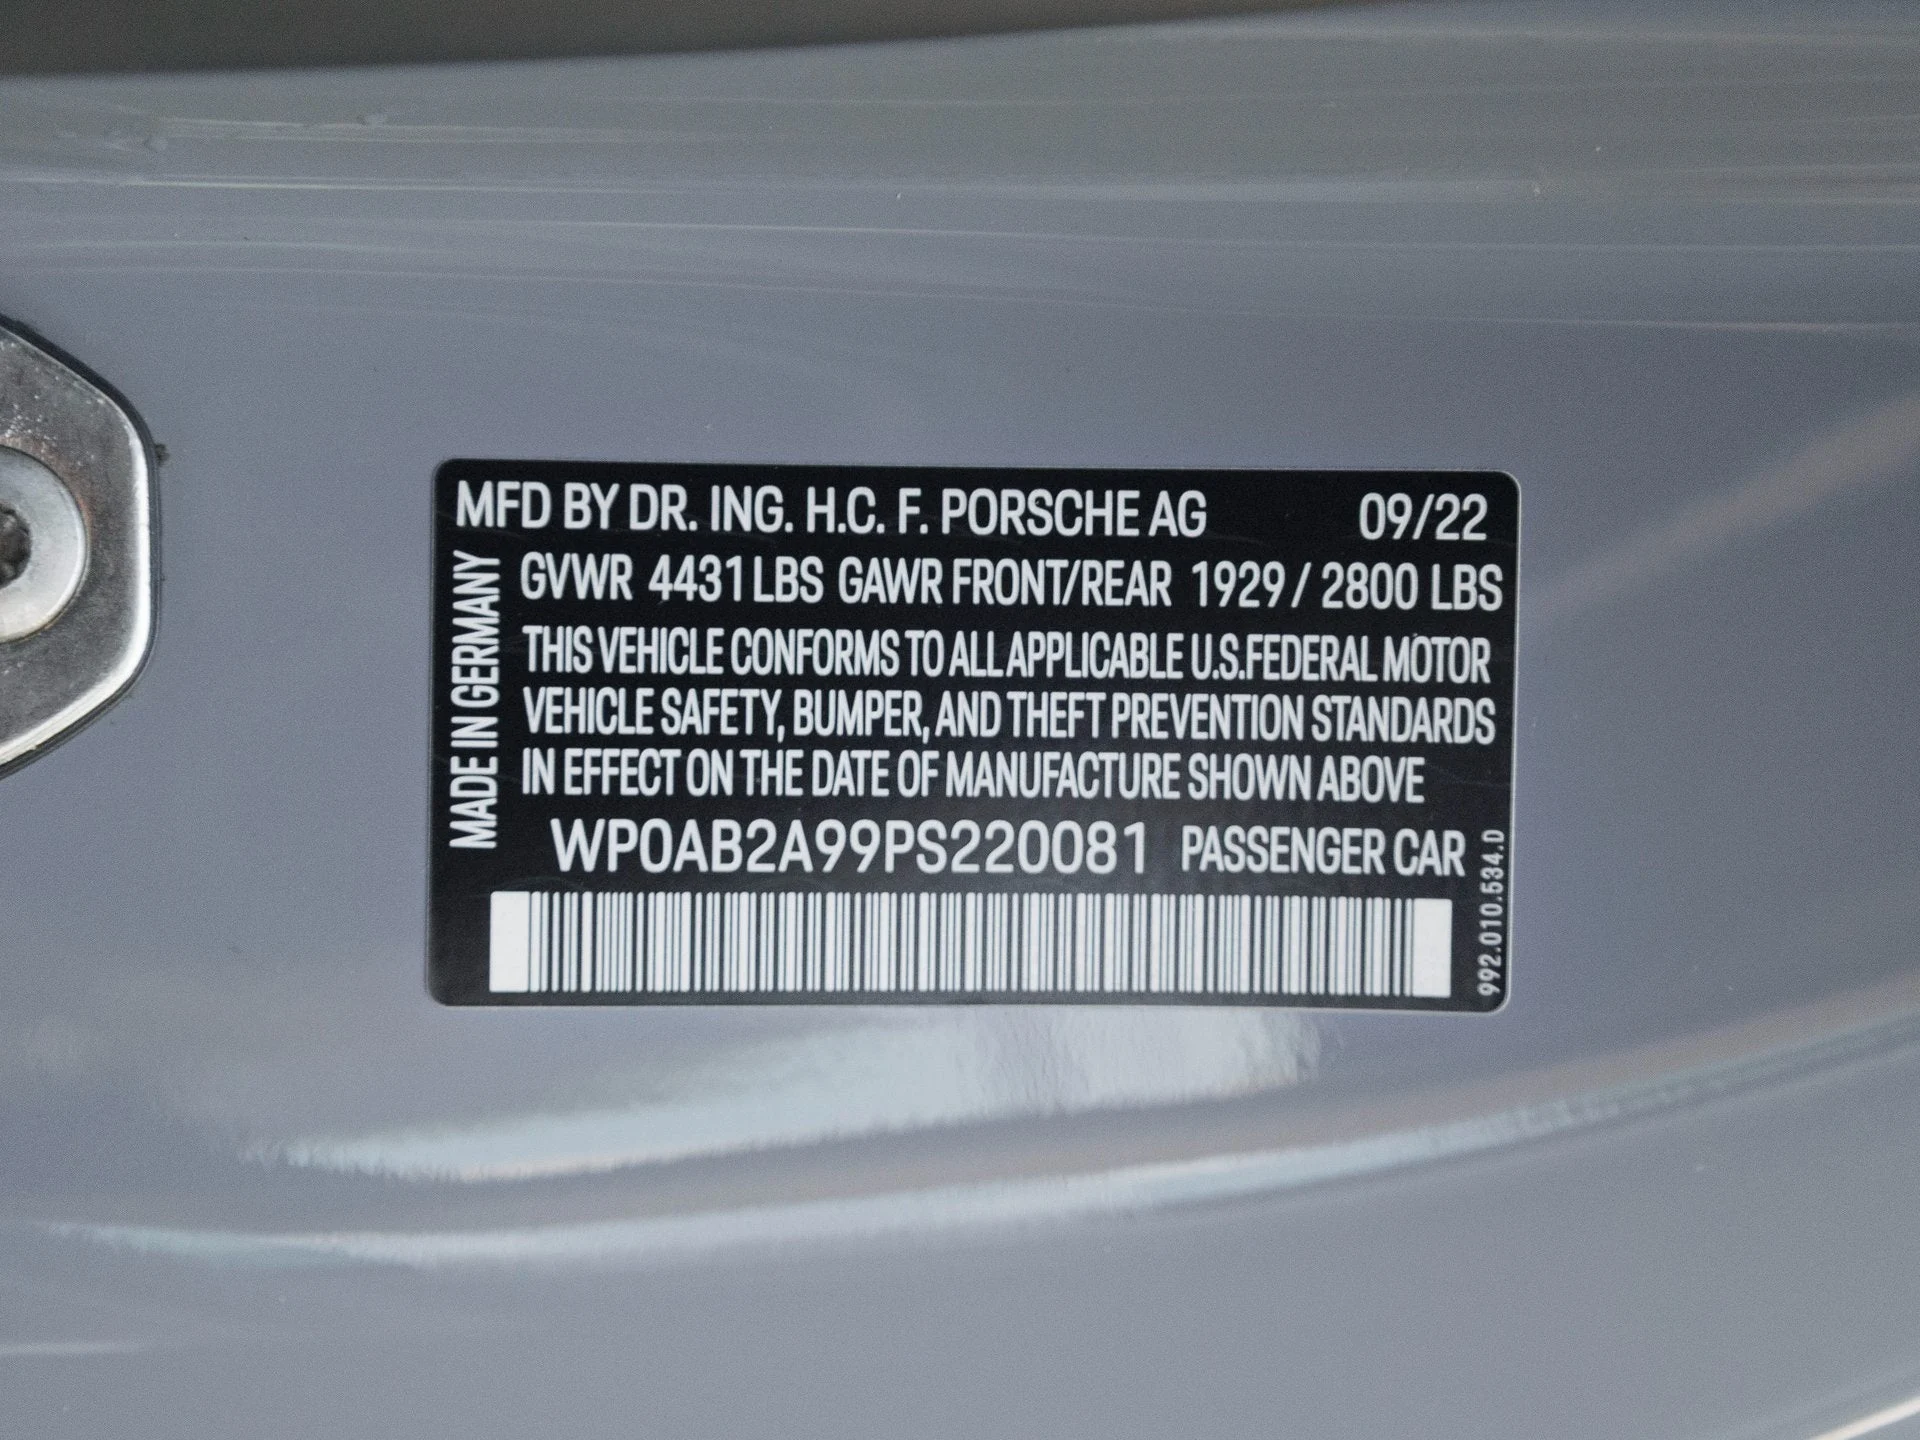 MFD BY DR. ING. H.C. F. PORSCHE AG 09/22
MADE IN GERMANY
GVWR 4431 LBS GAWR FRONT/REAR 1929 / 2800 LBS
THIS VEHICLE CONFORMS TO ALL APPLICABLE U.S.FEDERAL MOTOR
VEHICLE SAFETY, BUMPER, AND THEFT PREVENTION STANDARDS
IN EFFECT ON THE DATE OF MANUFACTURE SHOWN ABOVE
WP0AB2A99PS220081 PASSENGER CAR
992.010.534.0